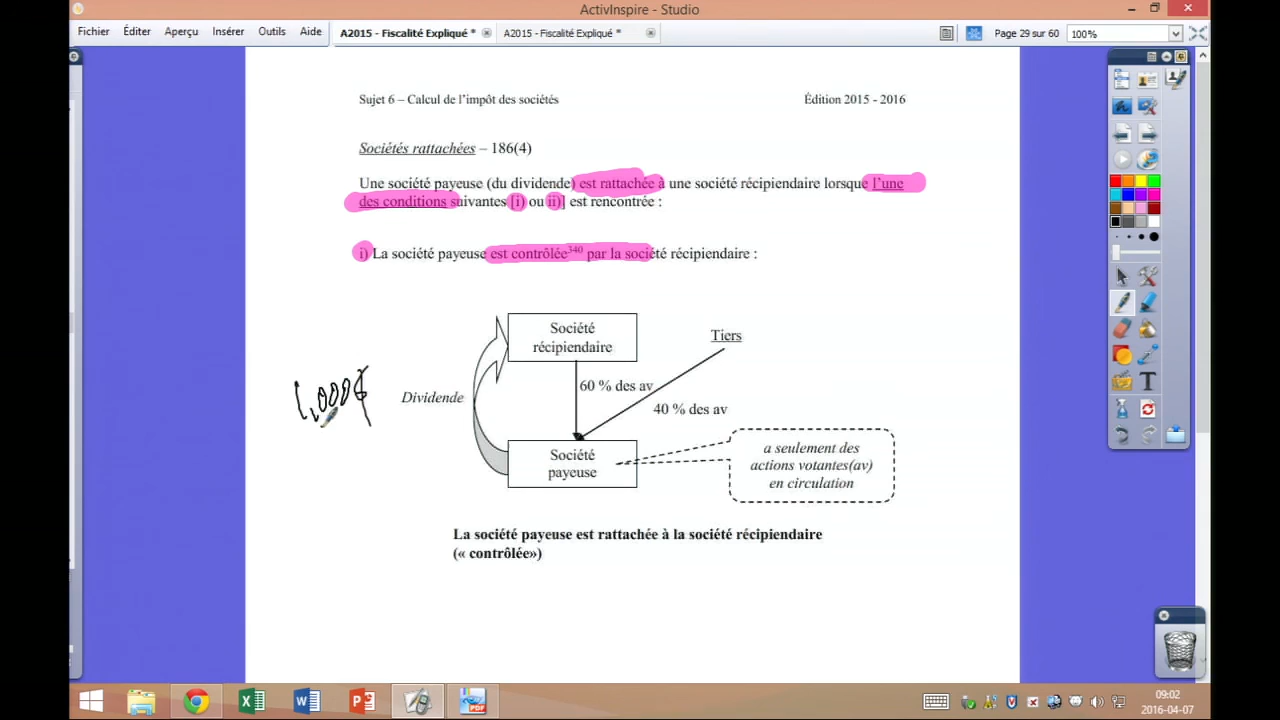 ActivInspire - Studio
Fichier Éditer Aperçu Insérer Outils Aide
A2015 - Fiscalité Expliqué *
A2015 - Fiscalité Expliqué *
Page 29 sur 60
100%
Sujet 6 – Calcul de l’impôt des sociétés
Édition 2015 - 2016
Sociétés rattachées – 186(4)
Une société payeuse (du dividende) est rattachée à une société récipiendaire lorsque l’une
des conditions suivantes [i) ou ii)] est rencontrée :
i) La société payeuse est contrôlée340 par la société récipiendaire :
Société
récipiendaire
Tiers
60 % des av
1,000$
Dividende
40 % des av
Société
payeuse
a seulement des
actions votantes(av)
en circulation
La société payeuse est rattachée à la société récipiendaire
(« contrôlée»)
09:02
2016-04-07